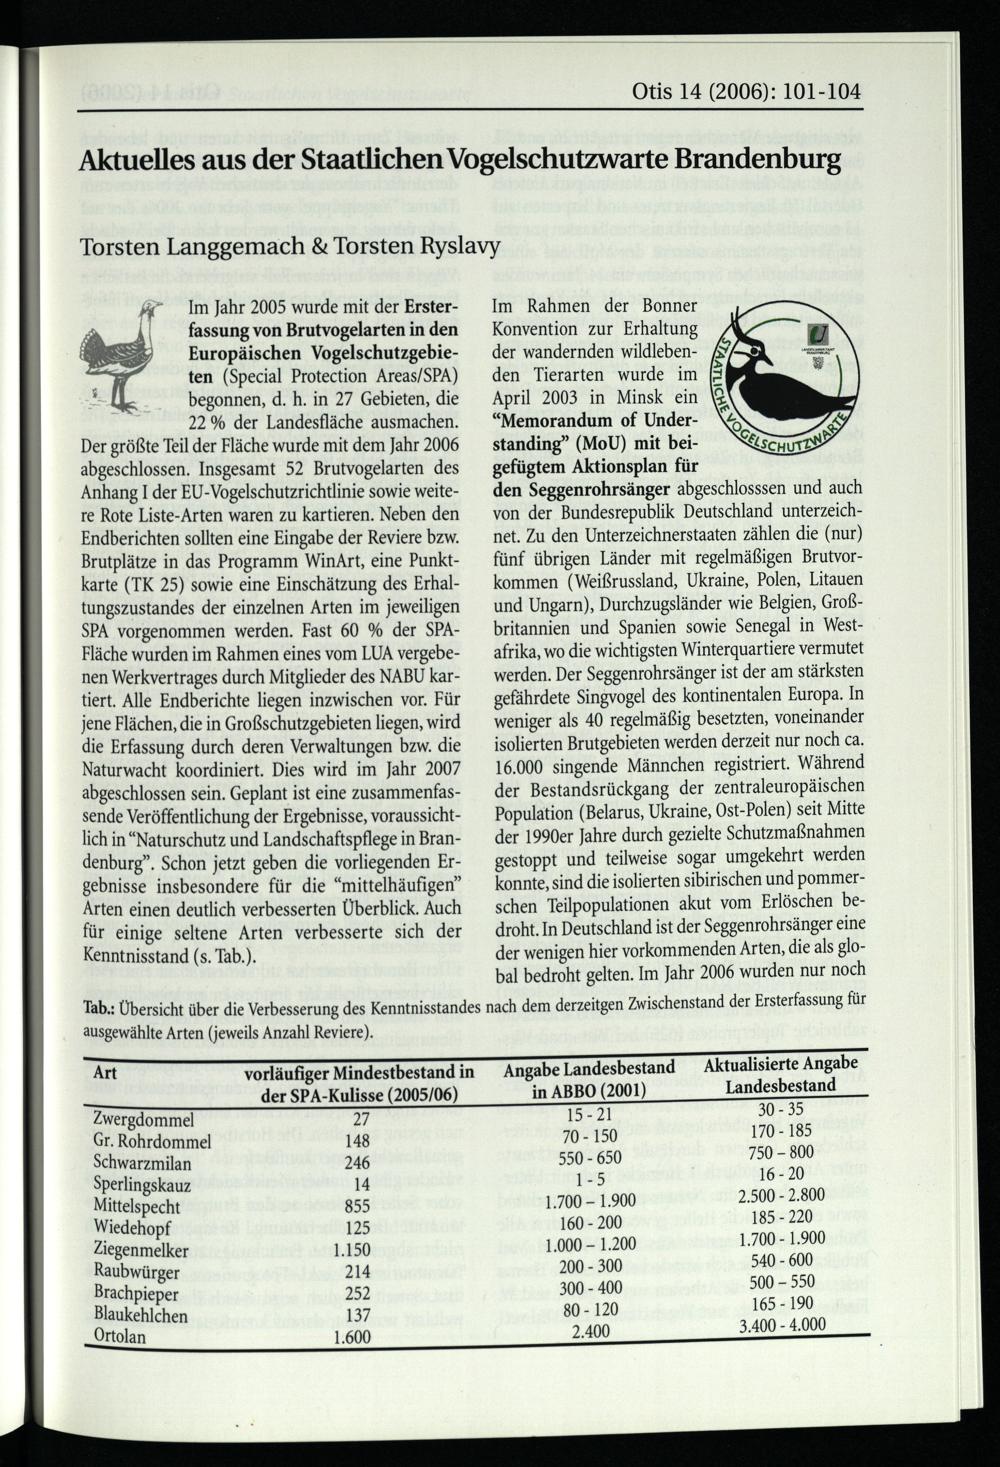 Otis 14 (2006): 101-104
Aktuelles aus der Staatlichen Vogelschutzwarte Brandenburg
Torsten Langgemach & Torsten Ryslavy
Im Jahr 2005 wurde mit der Erster-
fassung von Brutvogelarten in den
Europäischen Vogelschutzgebie-
ten (Special Protection Areas/SPA)
begonnen, d. h. in 27 Gebieten, die
22 % der Landesfläche ausmachen.
Der größte Teil der Fläche wurde mit dem Jahr 2006
abgeschlossen. Insgesamt 52 Brutvogelarten des
Anhang I der EU-Vogelschutzrichtlinie sowie weite-
re Rote Liste-Arten waren zu kartieren. Neben den
Endberichten sollten eine Eingabe der Reviere bzw.
Brutplätze in das Programm WinArt, eine Punkt-
karte (TK 25) sowie eine Einschätzung des Erhal-
tungszustandes der einzelnen Arten im jeweiligen
SPA vorgenommen werden. Fast 60 % der SPA-
Fläche wurden im Rahmen eines vom LUA vergebe-
nen Werkvertrages durch Mitglieder des NABU kar-
tiert. Alle Endberichte liegen inzwischen vor. Für
jene Flächen, die in Großschutzgebieten liegen, wird
die Erfassung durch deren Verwaltungen bzw. die
Naturwacht koordiniert. Dies wird im Jahr 2007
abgeschlossen sein. Geplant ist eine zusammenfas-
sende Veröffentlichung der Ergebnisse, voraussicht-
lich in “Naturschutz und Landschaftspflege in Bran-
denburg”. Schon jetzt geben die vorliegenden Er-
gebnisse insbesondere für die “mittelhäufigen”
Arten einen deutlich verbesserten Überblick. Auch
für einige seltene Arten verbesserte sich der
Kenntnisstand (s. Tab.).
Im Rahmen der Bonner
Konvention zur Erhaltung
der wandernden wildleben-
den Tierarten wurde im
April 2003 in Minsk ein
“Memorandum of Under-
standing” (MoU) mit bei-
gefügtem Aktionsplan für
den Seggenrohrsänger abgeschlosssen und auch
von der Bundesrepublik Deutschland unterzeich-
net. Zu den Unterzeichnerstaaten zählen die (nur)
fünf übrigen Länder mit regelmäßigen Brutvor-
kommen (Weißrussland, Ukraine, Polen, Litauen
und Ungarn), Durchzugsländer wie Belgien, Groß-
britannien und Spanien sowie Senegal in West-
afrika, wo die wichtigsten Winterquartiere vermutet
werden. Der Seggenrohrsänger ist der am stärksten
gefährdete Singvogel des kontinentalen Europa. In
weniger als 40 regelmäßig besetzten, voneinander
isolierten Brutgebieten werden derzeit nur noch ca.
16.000 singende Männchen registriert. Während
der Bestandsrückgang der zentraleuropäischen
Population (Belarus, Ukraine, Ost-Polen) seit Mitte
der 1990er Jahre durch gezielte Schutzmaßnahmen
gestoppt und teilweise sogar umgekehrt werden
konnte, sind die isolierten sibirischen und pommer-
schen Teilpopulationen akut vom Erlöschen be-
droht. In Deutschland ist der Seggenrohrsänger eine
der wenigen hier vorkommenden Arten, die als glo-
bal bedroht gelten. Im Jahr 2006 wurden nur noch
STAATLICHE VOGELSCHUTZWARTE
Tab.: Übersicht über die Verbesserung des Kenntnisstandes nach dem derzeitgen Zwischenstand der Ersterfassung für
ausgewählte Arten (jeweils Anzahl Reviere).
Art vorläufiger Mindestbestand in Angabe Landesbestand Aktualisierte Angabe
der SPA-Kulisse (2005/06) in ABBO (2001) Landesbestand
Zwergdommel 27 15 - 21 30 - 35
Gr. Rohrdommel 148 70 - 150 170 - 185
Schwarzmilan 246 550 - 650 750 – 800
Sperlingskauz 14 1 - 5 16 - 20
Mittelspecht 855 1.700 – 1.900 2.500 - 2.800
Wiedehopf 125 160 - 200 185 - 220
Ziegenmelker 1.150 1.000 - 1.200 1.700 - 1.900
Raubwürger 214 200 - 300 540 - 600
Brachpieper 252 300 - 400 500 – 550
Blaukehlchen 137 80 - 120 165 - 190
Ortolan 1.600 2.400 3.400 - 4.000